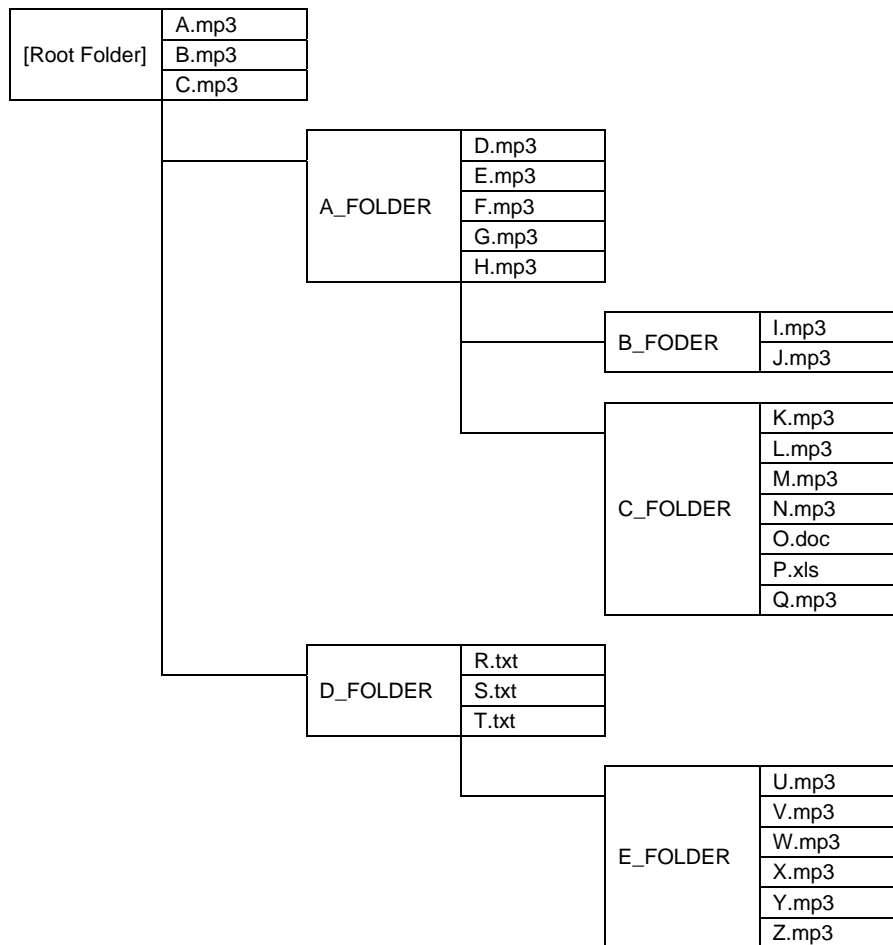 [Root Folder]
A.mp3
B.mp3
C.mp3
A_FOLDER
D.mp3
E.mp3
F.mp3
G.mp3
H.mp3
B_FODER
I.mp3
J.mp3
C_FOLDER
K.mp3
L.mp3
M.mp3
N.mp3
O.doc
P.xls
Q.mp3
D_FOLDER
R.txt
S.txt
T.txt
E_FOLDER
U.mp3
V.mp3
W.mp3
X.mp3
Y.mp3
Z.mp3